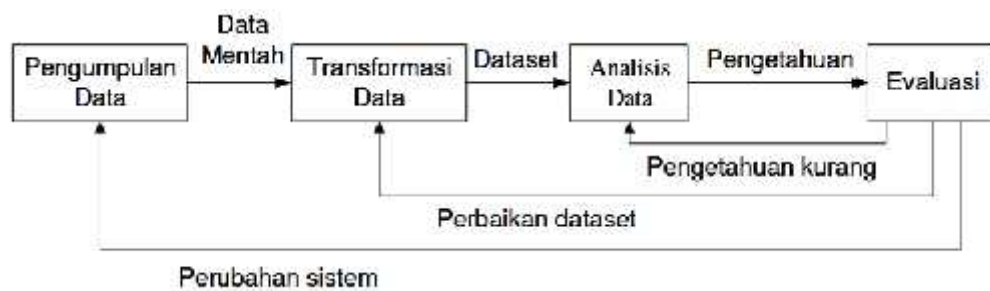 Data
Mentah
Pengumpulan
Data
Transformasi
Data
Dataset
Analisis
Data
Pengetahuan
Evaluasi
Pengetahuan kurang
Perbaikan dataset
Perubahan sistem